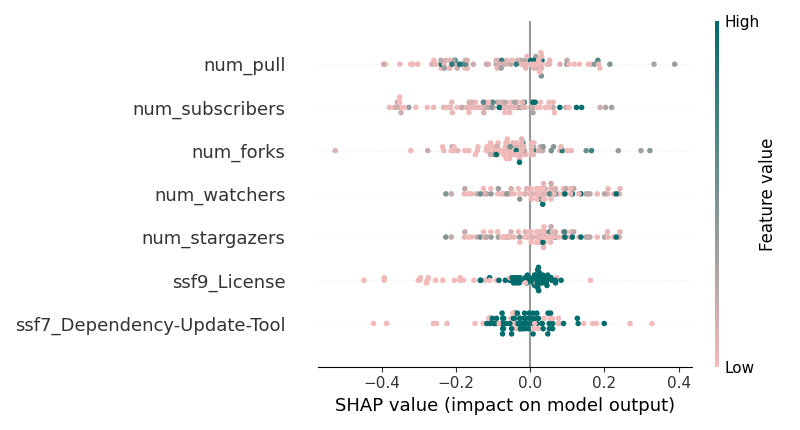 High
num_pull
num_subscribers
num_forks
num_watchers
num_stargazers
ssf9_License
ssf7_Dependency-Update-Tool
Feature value
Low
−0.4 −0.2 0.0 0.2 0.4
SHAP value (impact on model output)